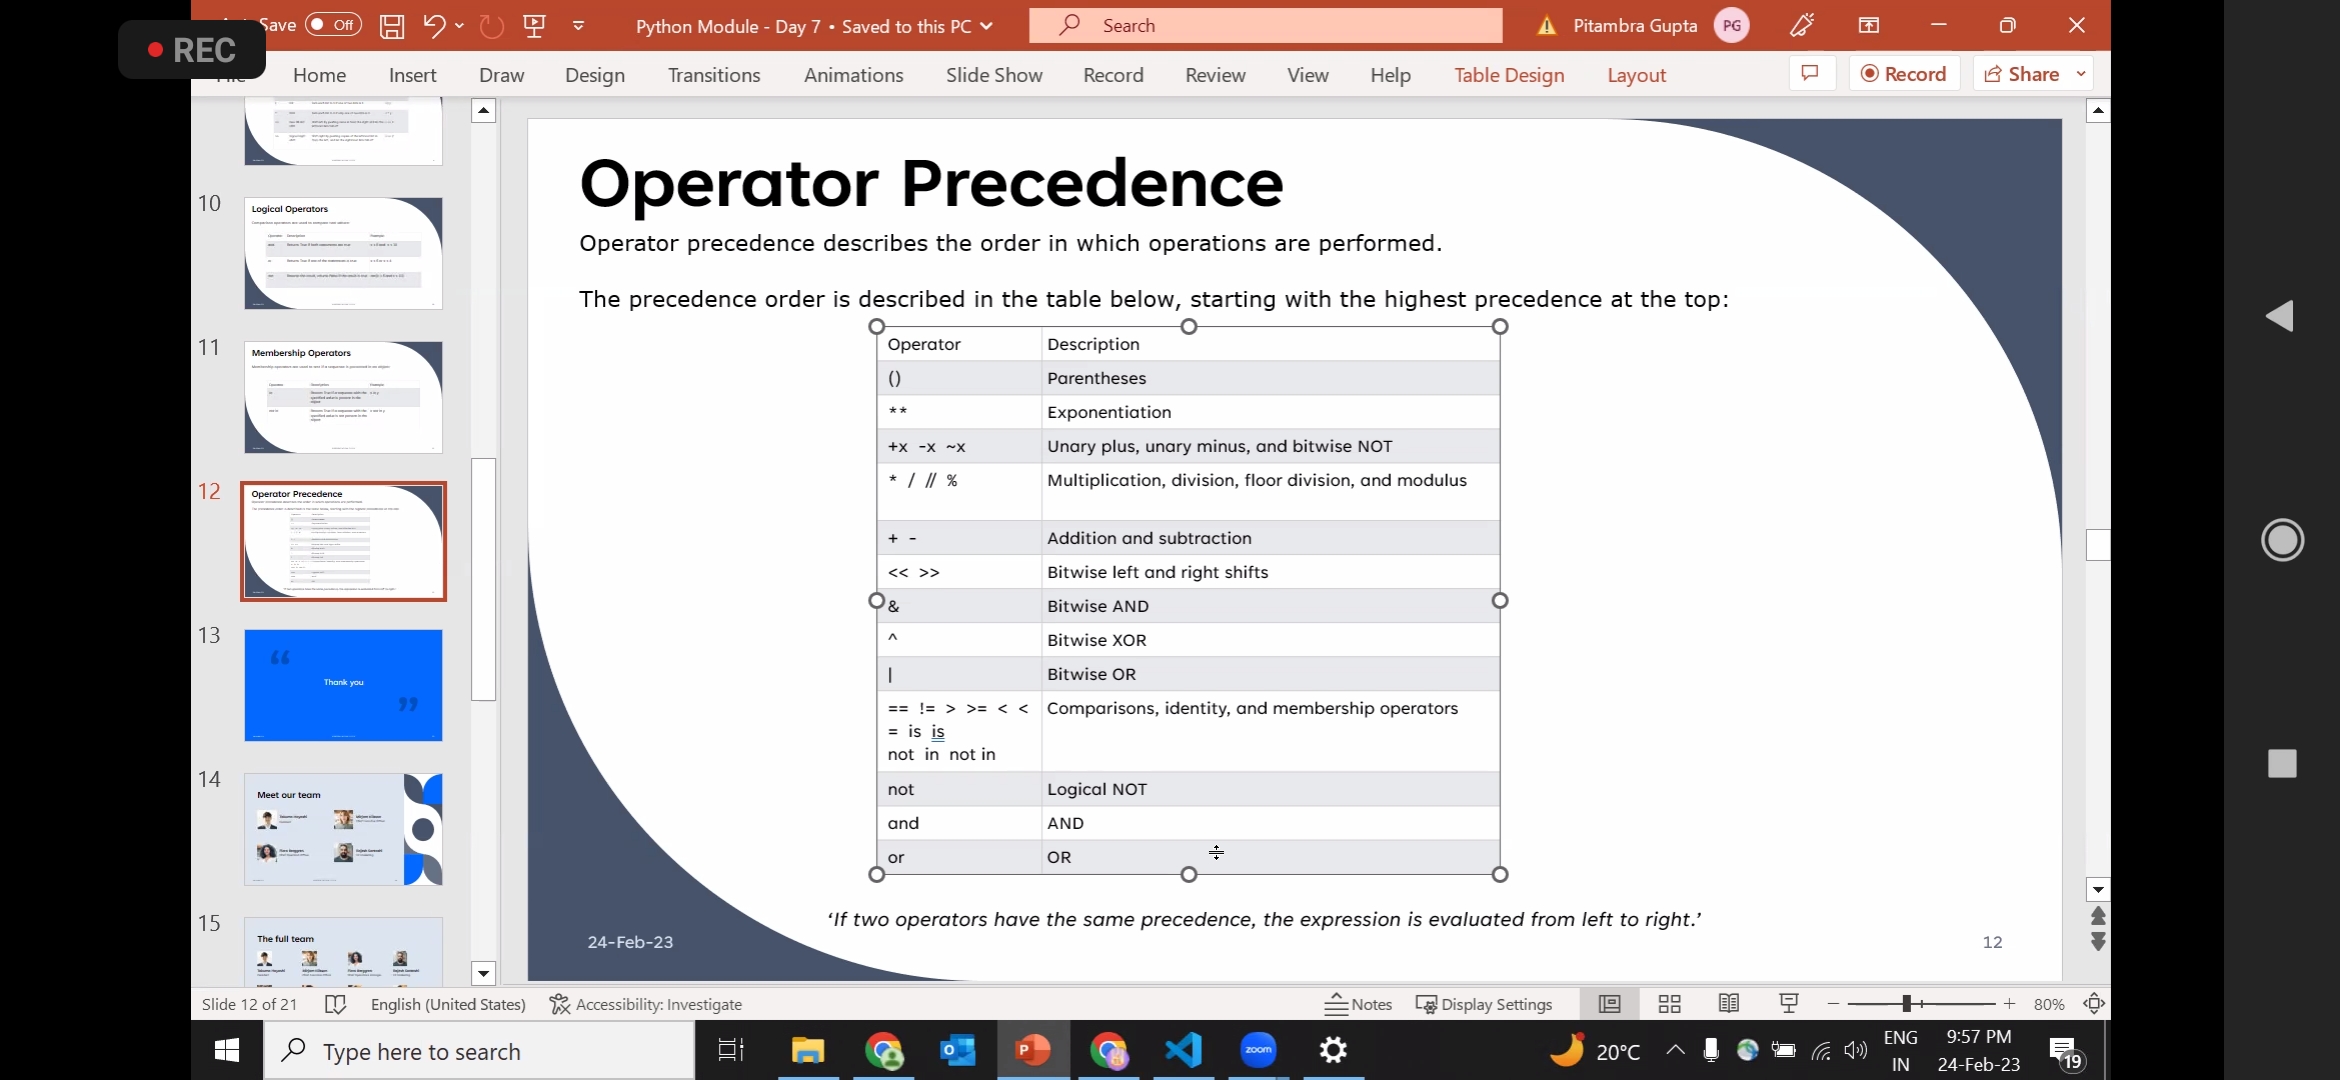 REC
Save Off
Python Module - Day 7 • Saved to this PC
Search
Pitambra Gupta PG
Home Insert Draw Design Transitions Animations Slide Show Record Review View Help Table Design Layout
Record Share
10
Logical Operators
11
Membership Operators
12
Operator Precedence
13
“
Thank you
”
14
Meet our team
15
The full team
Operator Precedence
Operator precedence describes the order in which operations are performed.
The precedence order is described in the table below, starting with the highest precedence at the top:
Operator Description
() Parentheses
** Exponentiation
+x -x ~x Unary plus, unary minus, and bitwise NOT
* / // % Multiplication, division, floor division, and modulus
+ - Addition and subtraction
<< >> Bitwise left and right shifts
& Bitwise AND
^ Bitwise XOR
| Bitwise OR
== != > >= < < Comparisons, identity, and membership operators
= is is
not in not in
not Logical NOT
and AND
or OR
‘If two operators have the same precedence, the expression is evaluated from left to right.’
24-Feb-23 12
Slide 12 of 21 English (United States) Accessibility: Investigate Notes Display Settings 80%
Type here to search
zoom
20°C
ENG
IN
9:57 PM
24-Feb-23
19